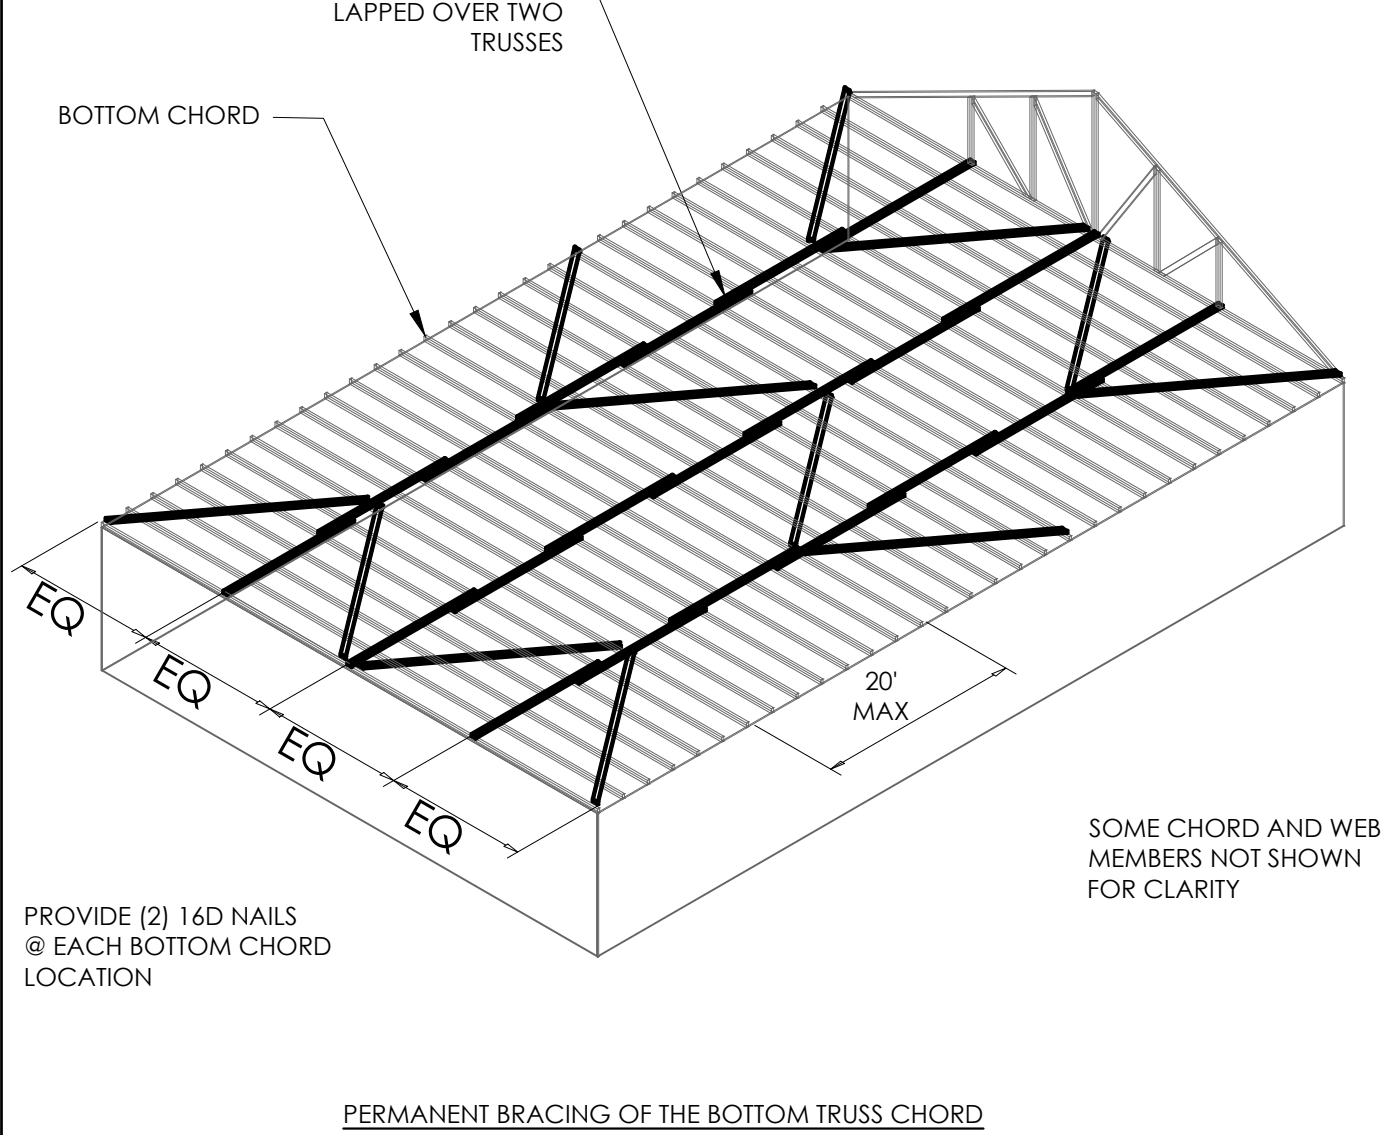 LAPPED OVER TWO
TRUSSES
BOTTOM CHORD
EQ
EQ
EQ
EQ
20'
MAX
SOME CHORD AND WEB
MEMBERS NOT SHOWN
FOR CLARITY
PROVIDE (2) 16D NAILS
@ EACH BOTTOM CHORD
LOCATION
PERMANENT BRACING OF THE BOTTOM TRUSS CHORD